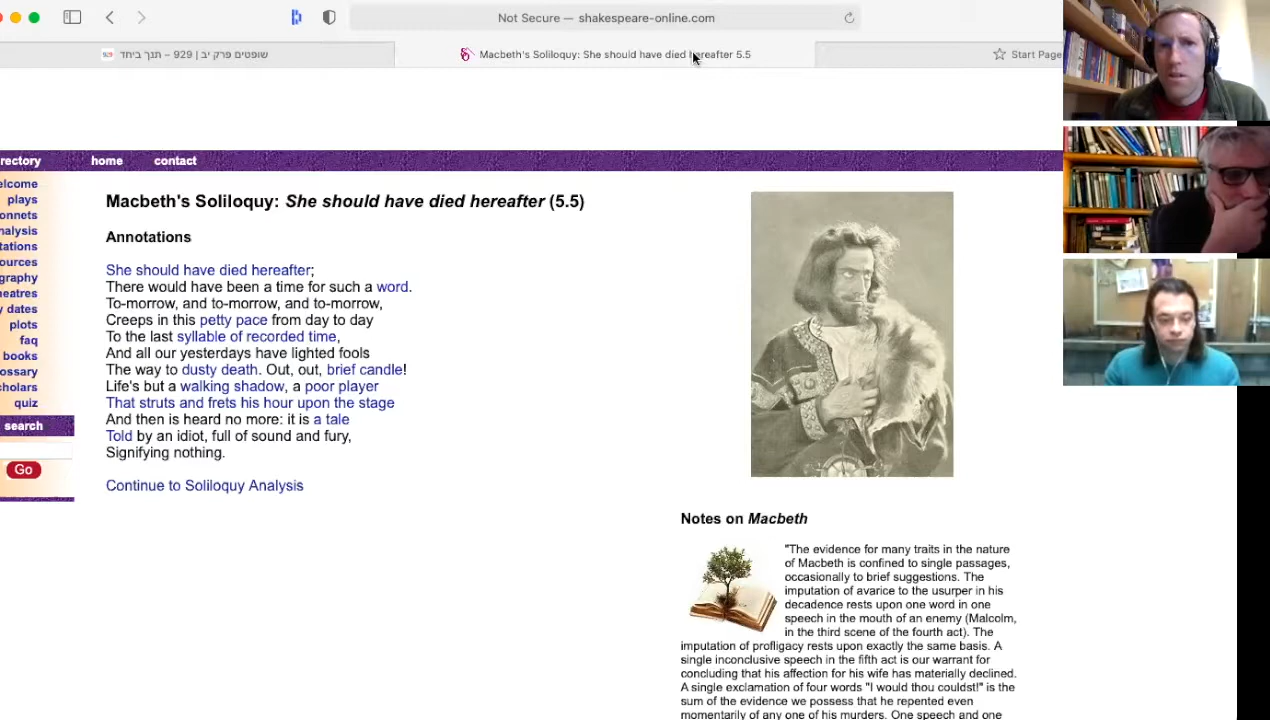 Not Secure — shakespeare-online.com
929
שופטים פרק יב | 929 – תנך ביחד
Macbeth's Soliloquy: She should have died hereafter 5.5
Start Page
rectory
home
contact
elcome
plays
onnets
nalysis
tations
ources
graphy
heatres
y dates
plots
faq
books
ossary
cholars
quiz
search
Go
Macbeth's Soliloquy: She should have died hereafter (5.5)
Annotations
She should have died hereafter;
There would have been a time for such a word.
To-morrow, and to-morrow, and to-morrow,
Creeps in this petty pace from day to day
To the last syllable of recorded time,
And all our yesterdays have lighted fools
The way to dusty death. Out, out, brief candle!
Life's but a walking shadow, a poor player
That struts and frets his hour upon the stage
And then is heard no more: it is a tale
Told by an idiot, full of sound and fury,
Signifying nothing.
Continue to Soliloquy Analysis
Notes on Macbeth
"The evidence for many traits in the nature
of Macbeth is confined to single passages,
occasionally to brief suggestions. The
imputation of avarice to the usurper in his
decadence rests upon one word in one
speech in the mouth of an enemy (Malcolm,
in the third scene of the fourth act). The
imputation of profligacy rests upon exactly the same basis. A
single inconclusive speech in the fifth act is our warrant for
concluding that his affection for his wife has materially declined.
A single exclamation of four words "I would thou couldst!" is the
sum of the evidence we possess that he repented even
momentarily of any one of his murders. One speech and one